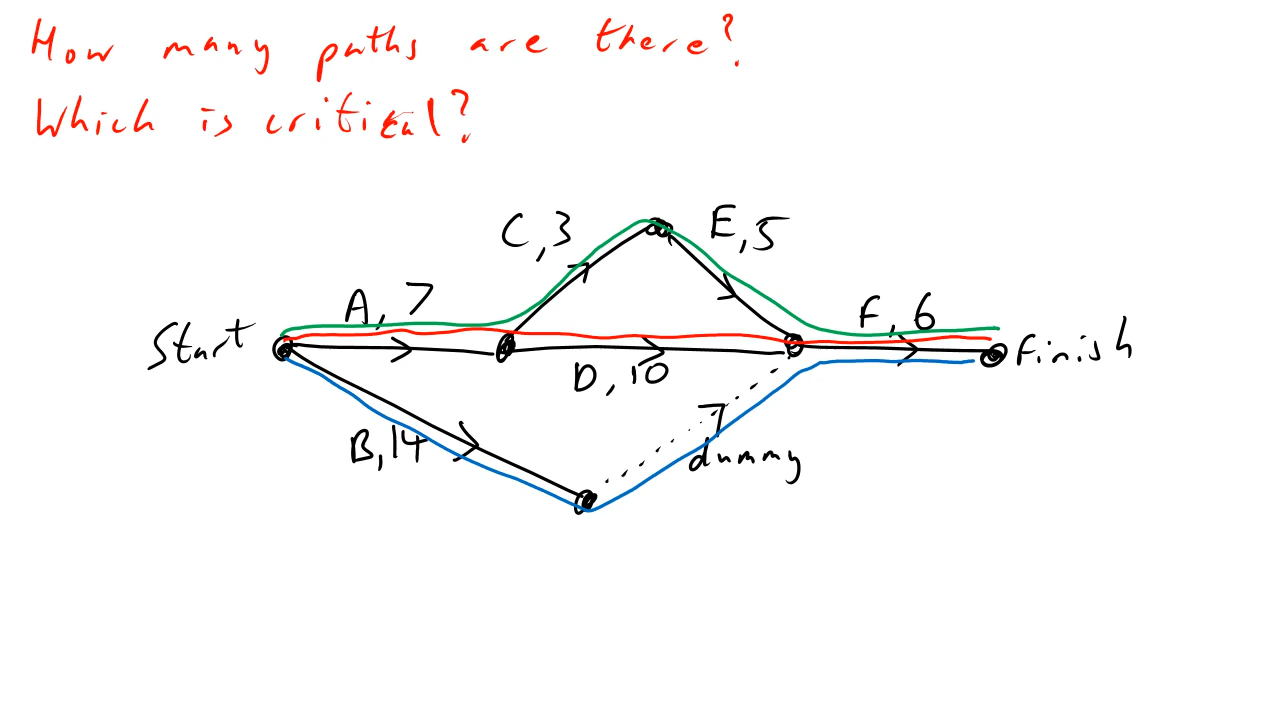 How many paths are there?
Which is critical?
C, 3
E, 5
A, 7
F, 6
Start
Finish
D, 10
B, 14
dummy